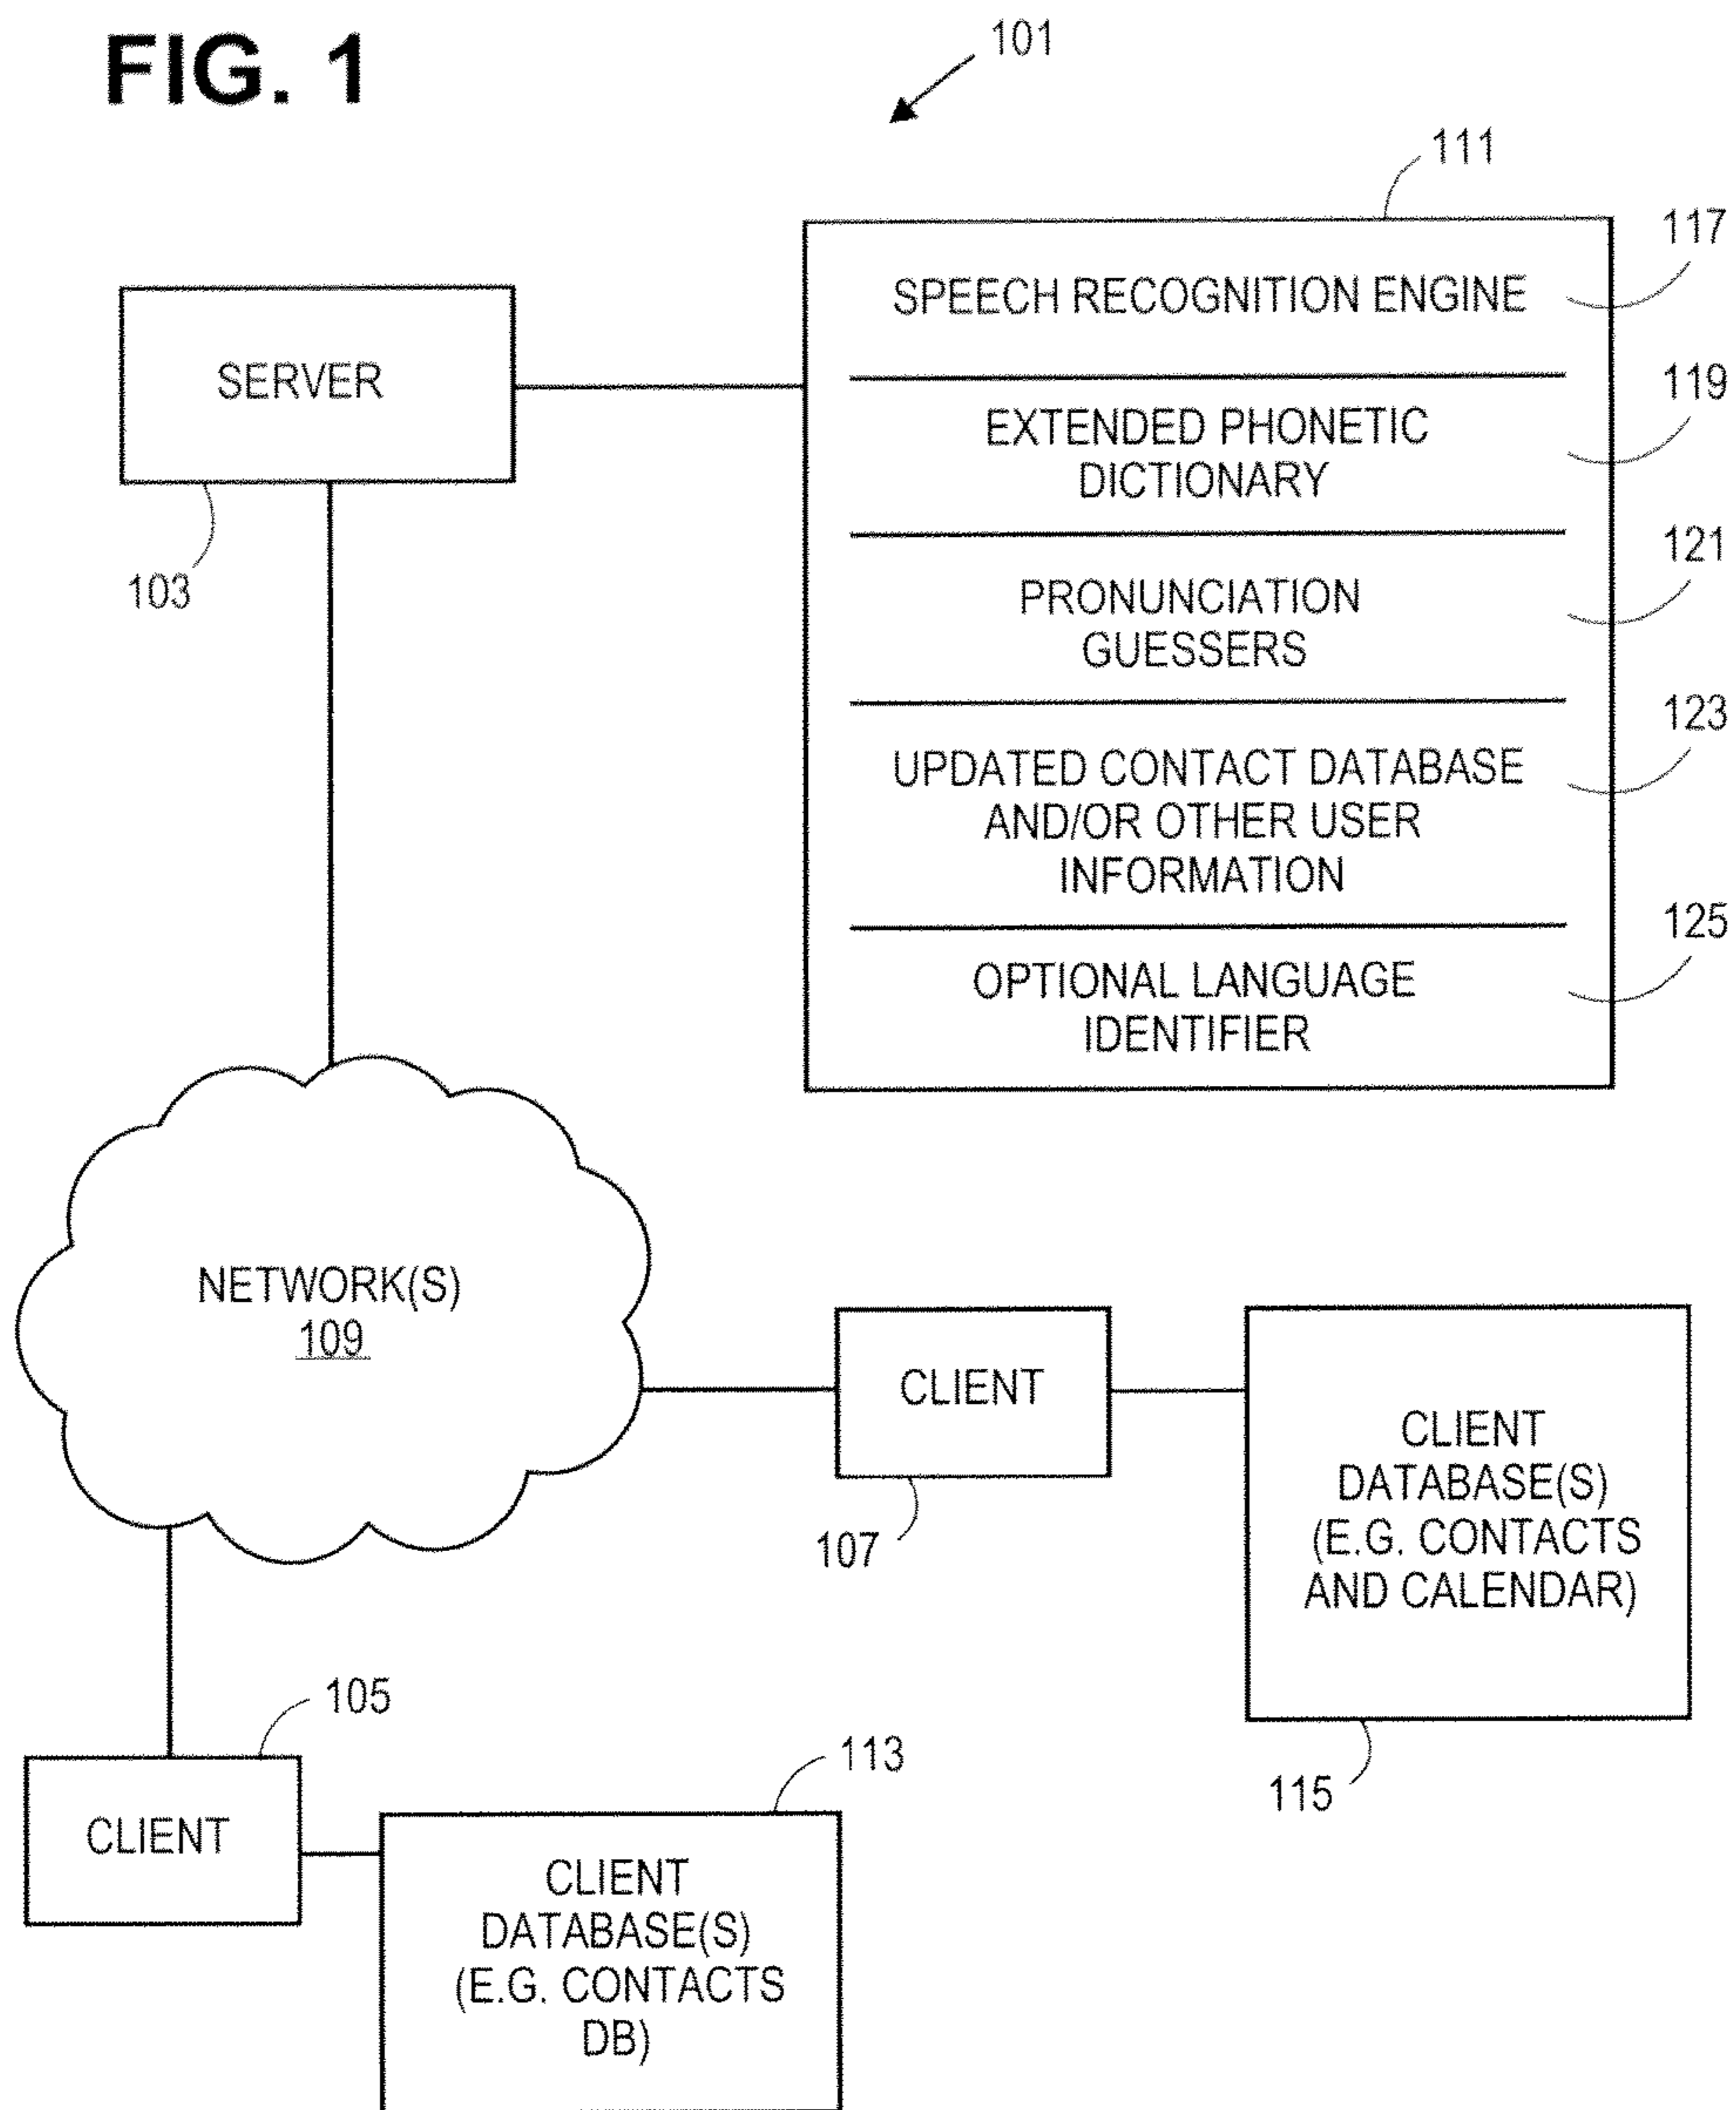 FIG. 1
101
111
117
SPEECH RECOGNITION ENGINE
SERVER
119
EXTENDED PHONETIC
DICTIONARY
103
121
PRONUNCIATION
GUESSERS
123
UPDATED CONTACT DATABASE
AND/OR OTHER USER
INFORMATION
125
OPTIONAL LANGUAGE
IDENTIFIER
NETWORK(S)
109
CLIENT
107
CLIENT
DATABASE(S)
(E.G. CONTACTS
AND CALENDAR)
115
105
CLIENT
113
CLIENT
DATABASE(S)
(E.G. CONTACTS
DB)